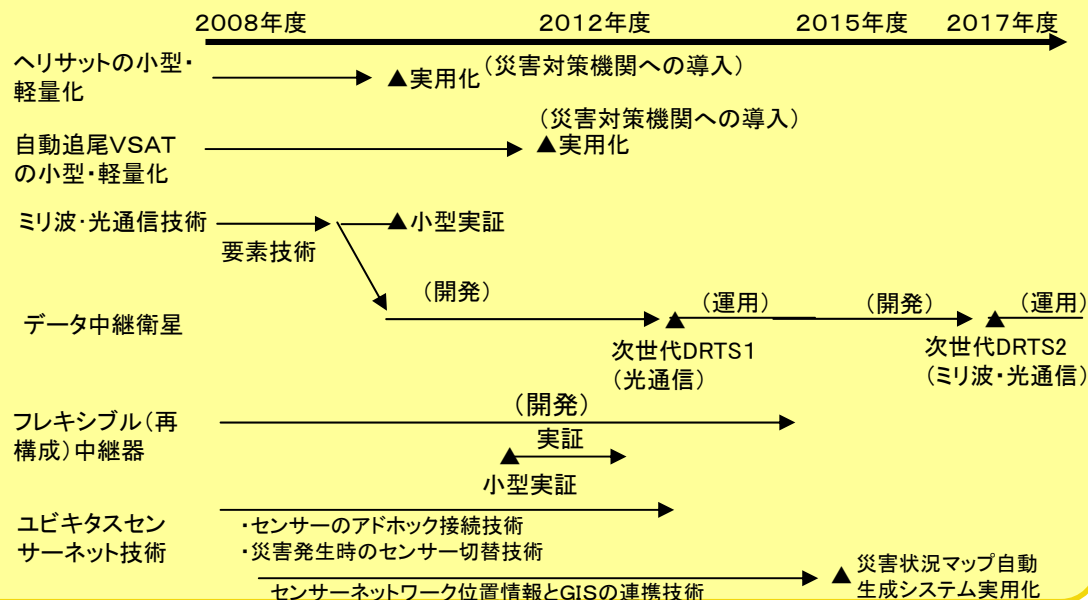 2008年度 2012年度 2015年度 2017年度
ヘリサットの小型・
軽量化
▲実用化 (災害対策機関への導入)
自動追尾VSAT
の小型・軽量化
(災害対策機関への導入)
▲実用化
ミリ波・光通信技術
要素技術
▲小型実証
データ中継衛星
(開発)
(運用)
(開発)
(運用)
▲
次世代DRTS1
(光通信)
▲
次世代DRTS2
(ミリ波・光通信)
フレキシブル(再
構成)中継器
(開発)
実証
▲
小型実証
ユビキタスセン
サーネット技術
・センサーのアドホック接続技術
・災害発生時のセンサー切替技術
センサーネットワーク位置情報とGISの連携技術
▲ 災害状況マップ自動
生成システム実用化